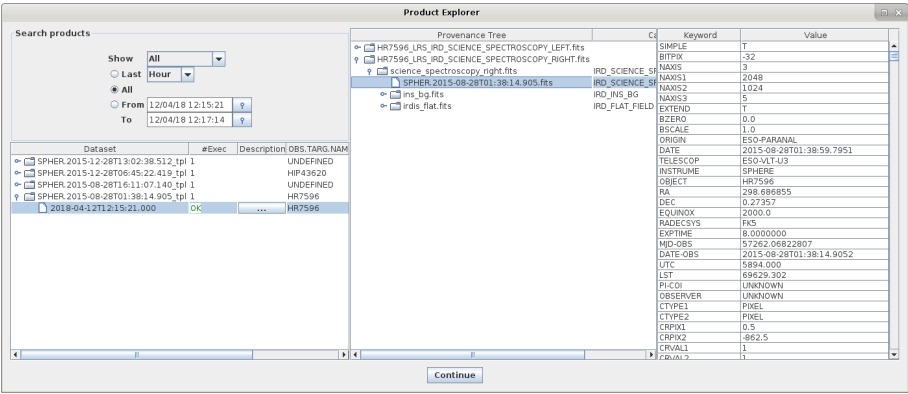 Product Explorer
Search products
Show All
Last Hour
All
From 12/04/18 12:15:21
To 12/04/18 12:17:14
Dataset #Exec Description OBS.TARG.NAM
SPHER.2015-12-28T13:02:38.512_tpl 1 UNDEFINED
SPHER.2015-12-28T06:45:22.419_tpl 1 HIP43620
SPHER.2015-08-28T16:11:07.140_tpl 1 UNDEFINED
SPHER.2015-08-28T01:38:14.905_tpl 1 HR7596
2018-04-12T12:15:21.000 OK ... HR7596
Provenance Tree Ca
HR7596_LRS_IRD_SCIENCE_SPECTROSCOPY_LEFT.fits
HR7596_LRS_IRD_SCIENCE_SPECTROSCOPY_RIGHT.fits
science_spectroscopy_right.fits IRD_SCIENCE_SP
SPHER.2015-08-28T01:38:14.905.fits IRD_SCIENCE_SP
ins_bg.fits IRD_INS_BG
irdis_flat.fits IRD_FLAT_FIELD
Keyword Value
SIMPLE T
BITPIX -32
NAXIS 3
NAXIS1 2048
NAXIS2 1024
NAXIS3 5
EXTEND T
BZERO 0.0
BSCALE 1.0
ORIGIN ESO-PARANAL
DATE 2015-08-28T01:38:59.7951
TELESCOP ESO-VLT-U3
INSTRUME SPHERE
OBJECT HR7596
RA 298.686855
DEC 0.27357
EQUINOX 2000.0
RADECSYS FK5
EXPTIME 8.0000000
MJD-OBS 57262.06822807
DATE-OBS 2015-08-28T01:38:14.9052
UTC 5894.000
LST 69629.302
PI-COI UNKNOWN
OBSERVER UNKNOWN
CTYPE1 PIXEL
CTYPE2 PIXEL
CRPIX1 0.5
CRPIX2 -862.5
CRVAL1 1
CRVAL2 1
Continue